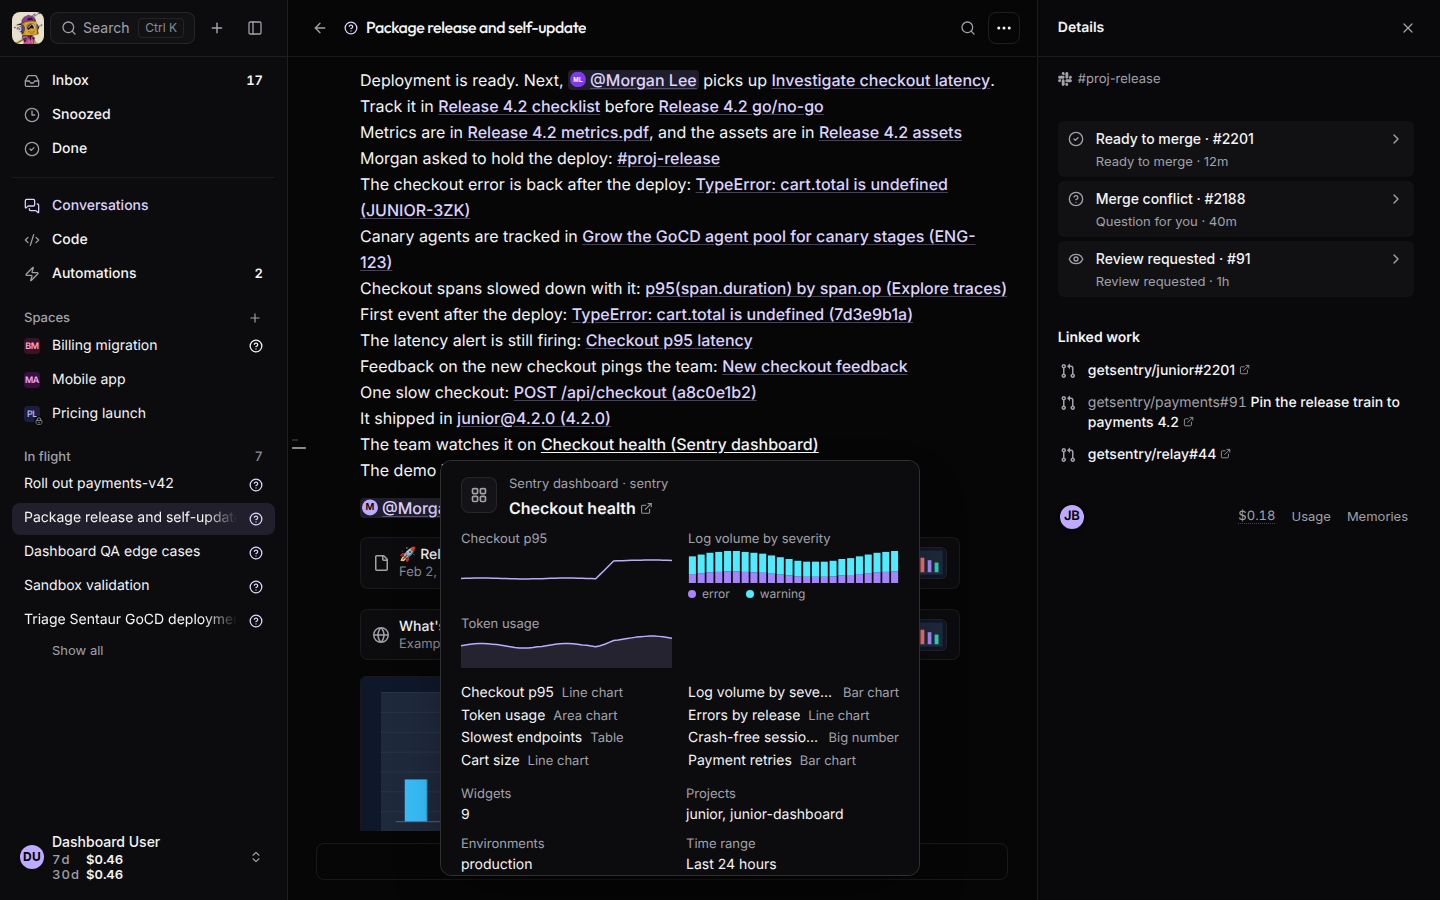 Search Ctrl K
Inbox 17
Snoozed
Done
Conversations
Code
Automations 2
Spaces
BM Billing migration
MA Mobile app
PL Pricing launch
In flight 7
Roll out payments-v42
Package release and self-updat
Dashboard QA edge cases
Sandbox validation
Triage Sentaur GoCD deployme
Show all
DU Dashboard User
7d $0.46
30d $0.46
Package release and self-update
Deployment is ready. Next, ML @Morgan Lee picks up Investigate checkout latency.
Track it in Release 4.2 checklist before Release 4.2 go/no-go
Metrics are in Release 4.2 metrics.pdf, and the assets are in Release 4.2 assets
Morgan asked to hold the deploy: #proj-release
The checkout error is back after the deploy: TypeError: cart.total is undefined
(JUNIOR-3ZK)
Canary agents are tracked in Grow the GoCD agent pool for canary stages (ENG-
123)
Checkout spans slowed down with it: p95(span.duration) by span.op (Explore traces)
First event after the deploy: TypeError: cart.total is undefined (7d3e9b1a)
The latency alert is still firing: Checkout p95 latency
Feedback on the new checkout pings the team: New checkout feedback
One slow checkout: POST /api/checkout (a8c0e1b2)
It shipped in junior@4.2.0 (4.2.0)
The team watches it on Checkout health (Sentry dashboard)
The demo
M @Morga
🚀 Rel
Feb 2,
What's
Examp
Sentry dashboard · sentry
Checkout health
Checkout p95
Log volume by severity
error warning
Token usage
Checkout p95 Line chart
Log volume by seve... Bar chart
Token usage Area chart
Errors by release Line chart
Slowest endpoints Table
Crash-free sessio... Big number
Cart size Line chart
Payment retries Bar chart
Widgets
9
Projects
junior, junior-dashboard
Environments
production
Time range
Last 24 hours
Details
#proj-release
Ready to merge · #2201
Ready to merge · 12m
Merge conflict · #2188
Question for you · 40m
Review requested · #91
Review requested · 1h
Linked work
getsentry/junior#2201
getsentry/payments#91 Pin the release train to
payments 4.2
getsentry/relay#44
JB $0.18 Usage Memories